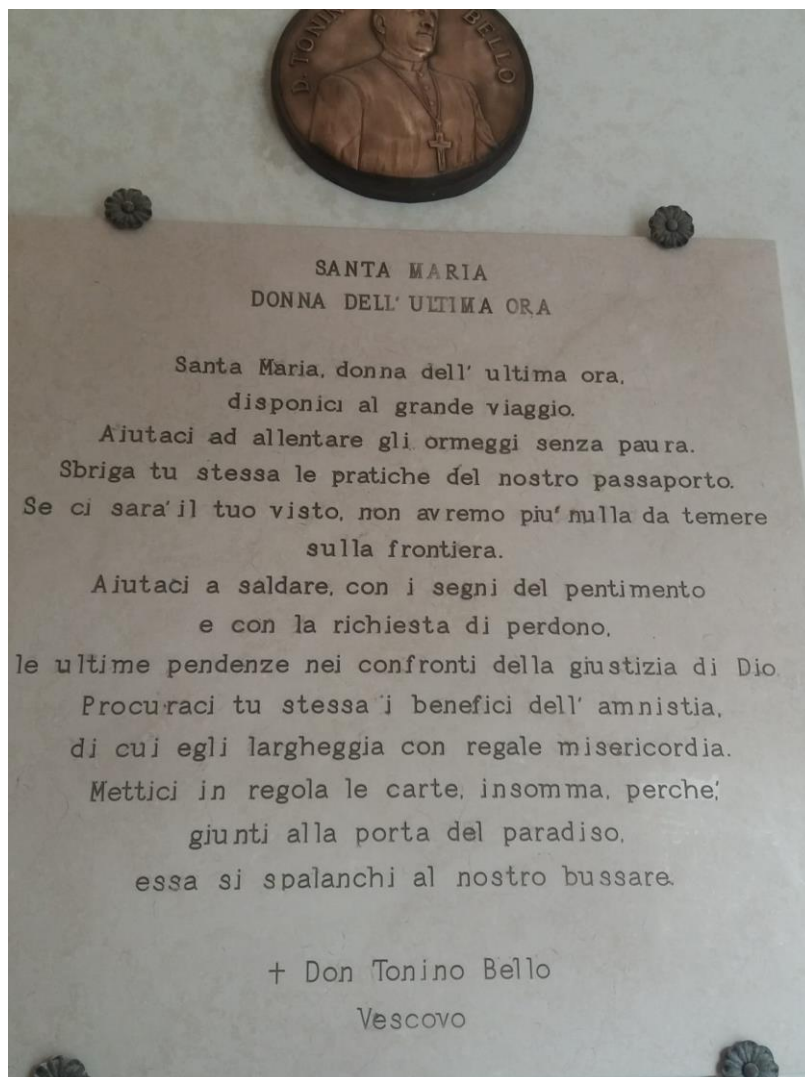 D. TONINO BELLO
SANTA MARIA
DONNA DELL' ULTIMA ORA
Santa Maria, donna dell' ultima ora,
disponici al grande viaggio.
Aiutaci ad allentare gli ormeggi senza paura.
Sbriga tu stessa le pratiche del nostro passaporto.
Se ci sara' il tuo visto, non avremo piu' nulla da temere
sulla frontiera.
Aiutaci a saldare, con i segni del pentimento
e con la richiesta di perdono,
le ultime pendenze nei confronti della giustizia di Dio.
Procuraci tu stessa i benefici dell' amnistia,
di cui egli largheggia con regale misericordia.
Mettici in regola le carte, insomma, perche',
giunti alla porta del paradiso,
essa si spalanchi al nostro bussare.
+ Don Tonino Bello
Vescovo